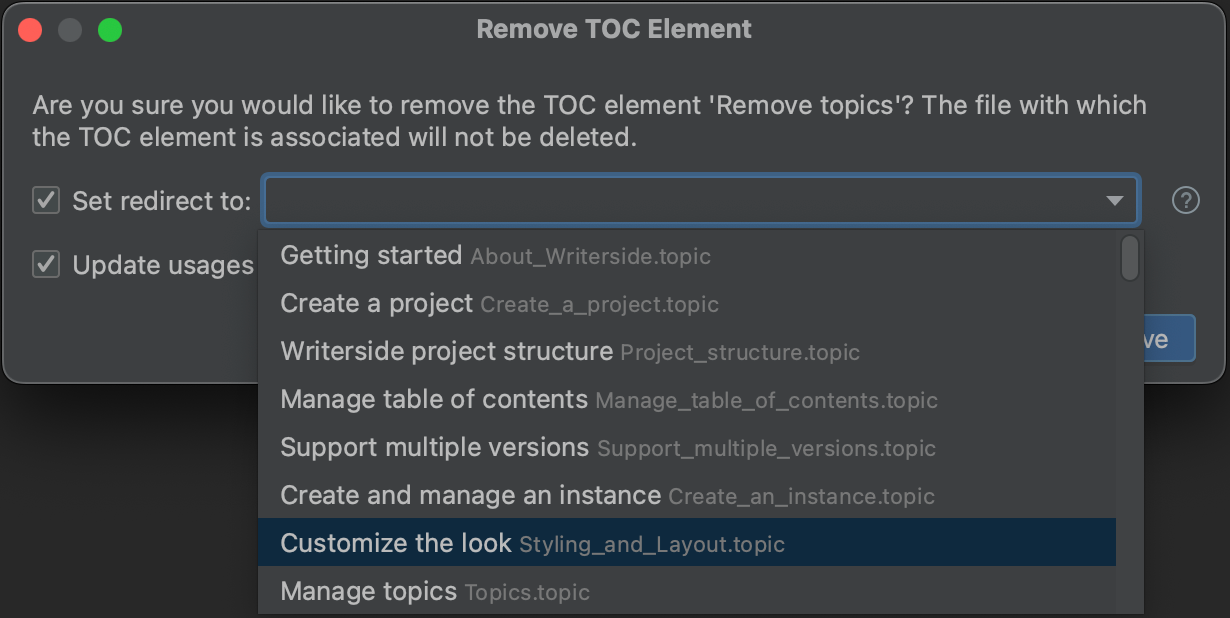 Remove TOC Element
Are you sure you would like to remove the TOC element 'Remove topics'? The file with which
the TOC element is associated will not be deleted.
Set redirect to:
?
Update usages
Getting started About_Writerside.topic
Create a project Create_a_project.topic
Writerside project structure Project_structure.topic
Manage table of contents Manage_table_of_contents.topic
Support multiple versions Support_multiple_versions.topic
Create and manage an instance Create_an_instance.topic
Customize the look Styling_and_Layout.topic
Manage topics Topics.topic
ve